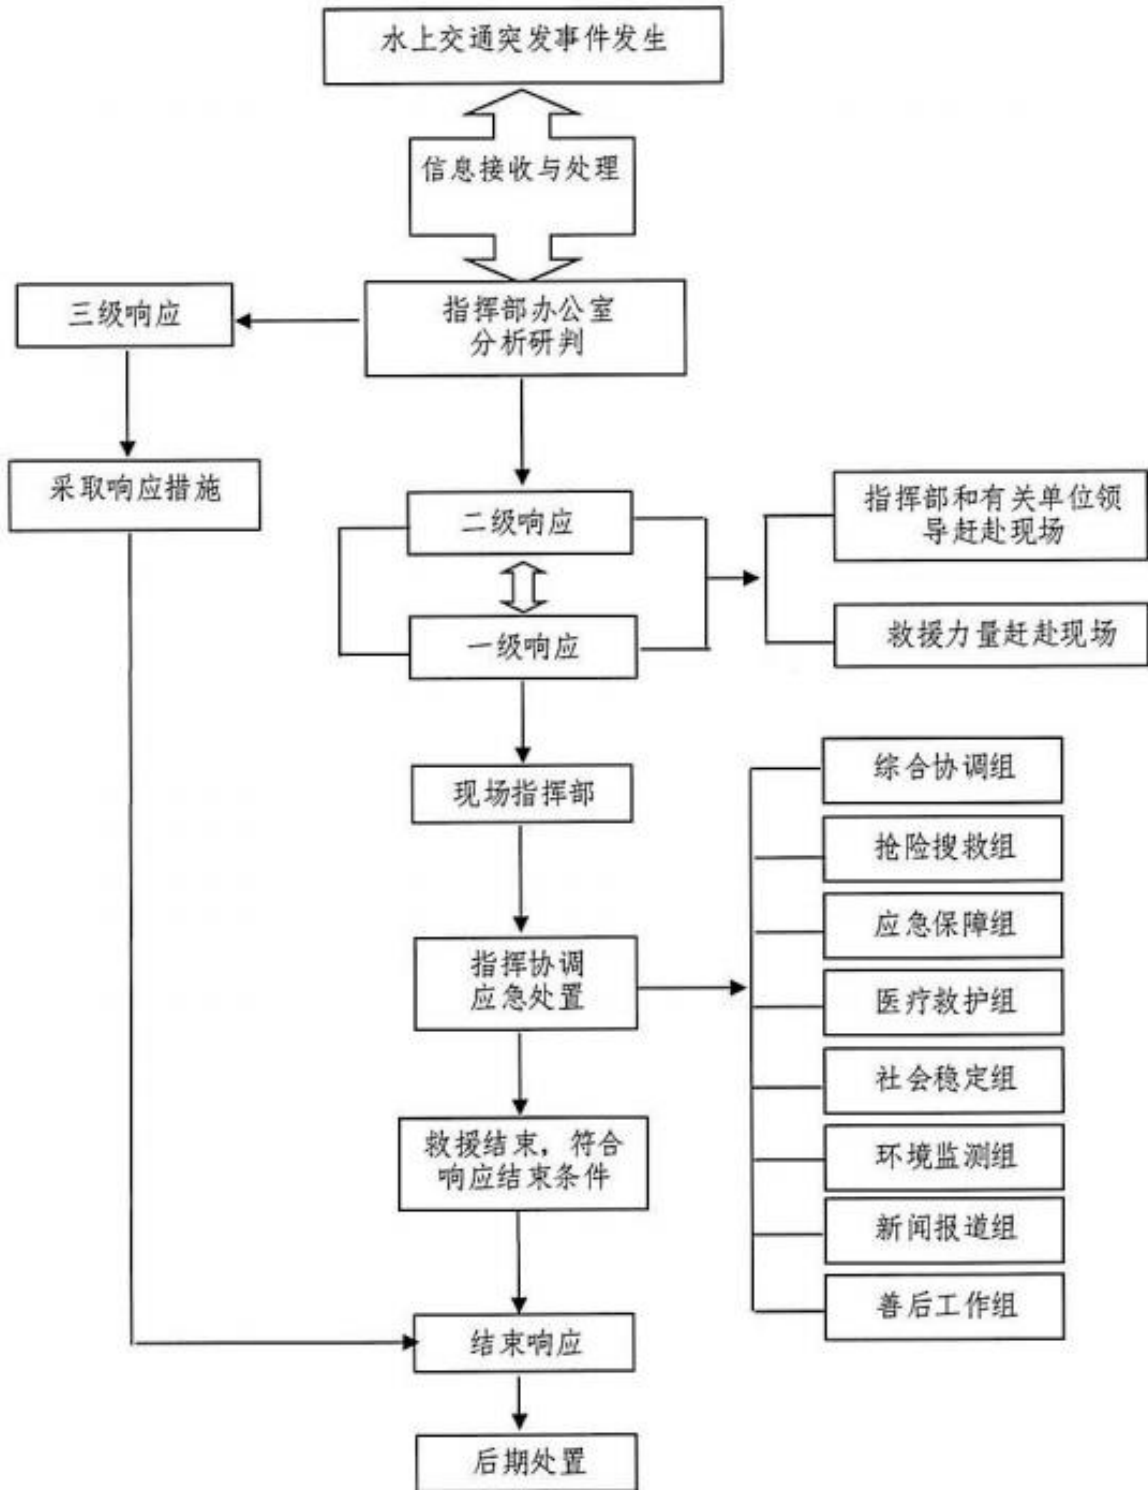 水上交通突发事件发生
信息接收与处理
三级响应
指挥部办公室
分析研判
采取响应措施
二级响应
指挥部和有关单位领
导赶赴现场
一级响应
救援力量赶赴现场
现场指挥部
综合协调组
抢险搜救组
应急保障组
指挥协调
应急处置
医疗救护组
社会稳定组
救援结束，符合
响应结束条件
环境监测组
新闻报道组
善后工作组
结束响应
后期处置